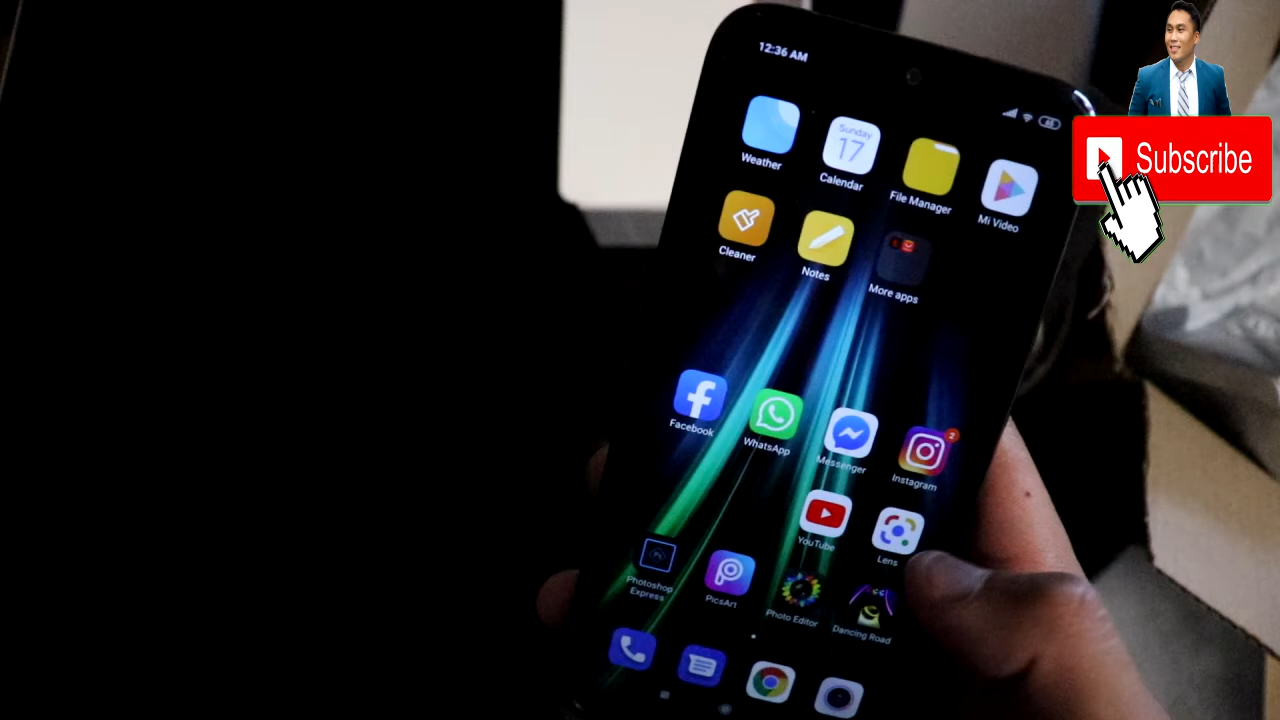 12:36 AM
Weather
Sunday
17
Calendar
File Manager
Mi Video
Cleaner
Notes
More apps
Facebook
WhatsApp
Messenger
2
Instagram
YouTube
Lens
Photoshop
Express
PicsArt
Photo Editor
Dancing Road
Subscribe